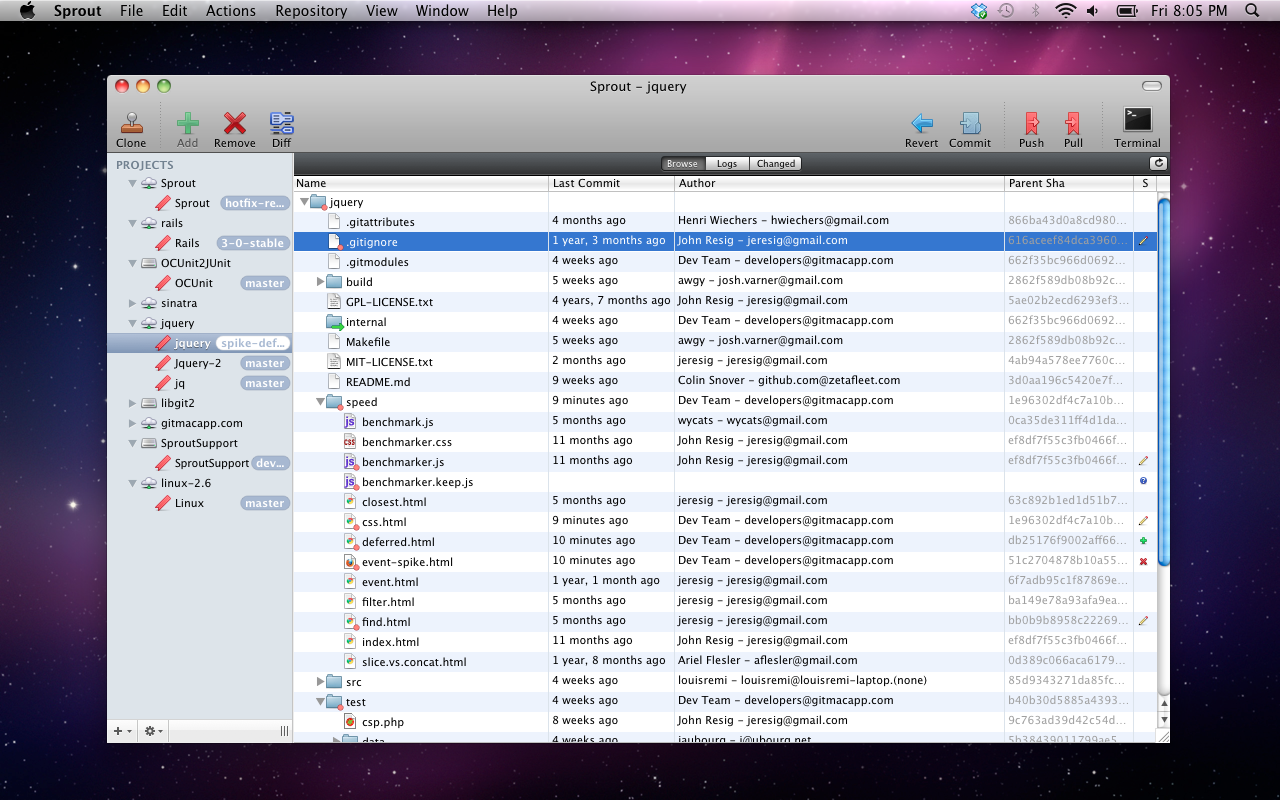 Sprout File Edit Actions Repository View Window Help Fri 8:05 PM
Sprout – jquery
Clone Add Remove Diff Revert Commit Push Pull Terminal
Browse Logs Changed
PROJECTS
Sprout
Sprout hotfix-re...
rails
Rails 3-0-stable
OCUnit2JUnit
OCUnit master
sinatra
jquery
jquery spike-def...
Jquery-2 master
jq master
libgit2
gitmacapp.com
SproutSupport
SproutSupport dev...
linux-2.6
Linux master
Name Last Commit Author Parent Sha S
jquery
.gitattributes 4 months ago Henri Wiechers – hwiechers@gmail.com 866ba43d0a8cd980...
.gitignore 1 year, 3 months ago John Resig – jeresig@gmail.com 616aceef84dca3960...
.gitmodules 4 weeks ago Dev Team – developers@gitmacapp.com 662f35bc966d0692...
build 5 weeks ago awgy – josh.varner@gmail.com 2862f589db08b92c...
GPL-LICENSE.txt 4 years, 7 months ago John Resig – jeresig@gmail.com 5ae02b2ecd6293ef3...
internal 4 weeks ago Dev Team – developers@gitmacapp.com 662f35bc966d0692...
Makefile 5 weeks ago awgy – josh.varner@gmail.com 2862f589db08b92c...
MIT-LICENSE.txt 2 months ago jeresig – jeresig@gmail.com 4ab94a578ee7760c...
README.md 9 weeks ago Colin Snover – github.com@zetafleet.com 3d0aa196c5420e7f...
speed 9 minutes ago Dev Team – developers@gitmacapp.com 1e96302df4c7a10b...
benchmark.js 5 months ago wycats – wycats@gmail.com 0ca35de311ff4d1da...
benchmarker.css 11 months ago John Resig – jeresig@gmail.com ef8df7f55c3fb0466f...
benchmarker.js 11 months ago John Resig – jeresig@gmail.com ef8df7f55c3fb0466f...
benchmarker.keep.js
closest.html 5 months ago jeresig – jeresig@gmail.com 63c892b1ed1d51b7...
css.html 9 minutes ago Dev Team – developers@gitmacapp.com 1e96302df4c7a10b...
deferred.html 10 minutes ago Dev Team – developers@gitmacapp.com db25176f9002aff66...
event-spike.html 10 minutes ago Dev Team – developers@gitmacapp.com 51c2704878b10a55...
event.html 1 year, 1 month ago jeresig – jeresig@gmail.com 6f7adb95c1f87869e...
filter.html 5 months ago jeresig – jeresig@gmail.com ba149e78a93afa9ea...
find.html 5 months ago jeresig – jeresig@gmail.com bb0b9b8958c22269...
index.html 11 months ago John Resig – jeresig@gmail.com ef8df7f55c3fb0466f...
slice.vs.concat.html 1 year, 8 months ago Ariel Flesler – aflesler@gmail.com 0d389c066aca6179...
src 4 weeks ago louisremi – louisremi@louisremi-laptop.(none) 85d9343271da85fc...
test 4 weeks ago Dev Team – developers@gitmacapp.com b40b30d5885a4393...
csp.php 8 weeks ago John Resig – jeresig@gmail.com 9c763ad39d42c54d...
data 4 weeks ago jaubourg – j@ubourg.net 5b38439011799ae5...